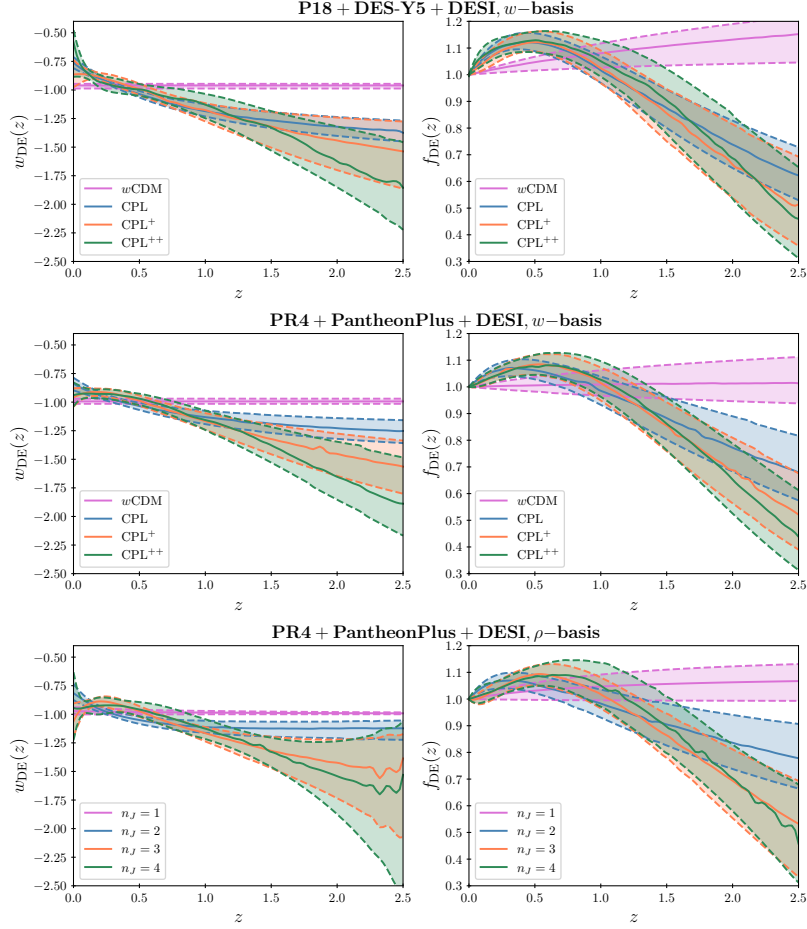 P18 + DES-Y5 + DESI, w−basis
−0.50
−0.75
−1.00
−1.25
−1.50
−1.75
−2.00
−2.25
−2.50
w_DE(z)
wCDM
CPL
CPL⁺
CPL⁺⁺
0.0 0.5 1.0 1.5 2.0 2.5
z
1.2
1.1
1.0
0.9
0.8
0.7
0.6
0.5
0.4
0.3
f_DE(z)
wCDM
CPL
CPL⁺
CPL⁺⁺
0.0 0.5 1.0 1.5 2.0 2.5
z
PR4 + PantheonPlus + DESI, w−basis
−0.50
−0.75
−1.00
−1.25
−1.50
−1.75
−2.00
−2.25
−2.50
w_DE(z)
wCDM
CPL
CPL⁺
CPL⁺⁺
0.0 0.5 1.0 1.5 2.0 2.5
z
1.2
1.1
1.0
0.9
0.8
0.7
0.6
0.5
0.4
0.3
f_DE(z)
wCDM
CPL
CPL⁺
CPL⁺⁺
0.0 0.5 1.0 1.5 2.0 2.5
z
PR4 + PantheonPlus + DESI, ρ−basis
−0.50
−0.75
−1.00
−1.25
−1.50
−1.75
−2.00
−2.25
−2.50
w_DE(z)
n_J = 1
n_J = 2
n_J = 3
n_J = 4
0.0 0.5 1.0 1.5 2.0 2.5
z
1.2
1.1
1.0
0.9
0.8
0.7
0.6
0.5
0.4
0.3
f_DE(z)
n_J = 1
n_J = 2
n_J = 3
n_J = 4
0.0 0.5 1.0 1.5 2.0 2.5
z